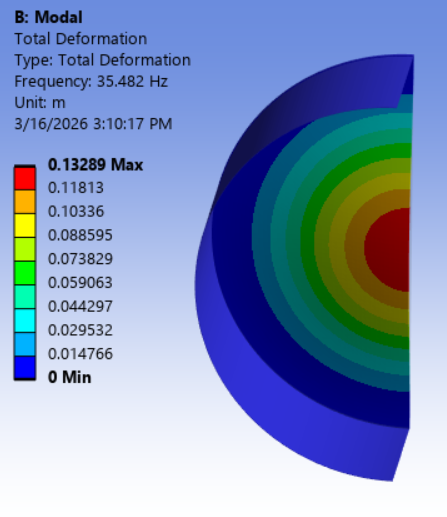 B: Modal
Total Deformation
Type: Total Deformation
Frequency: 35.482 Hz
Unit: m
3/16/2026 3:10:17 PM
0.13289 Max
0.11813
0.10336
0.088595
0.073829
0.059063
0.044297
0.029532
0.014766
0 Min